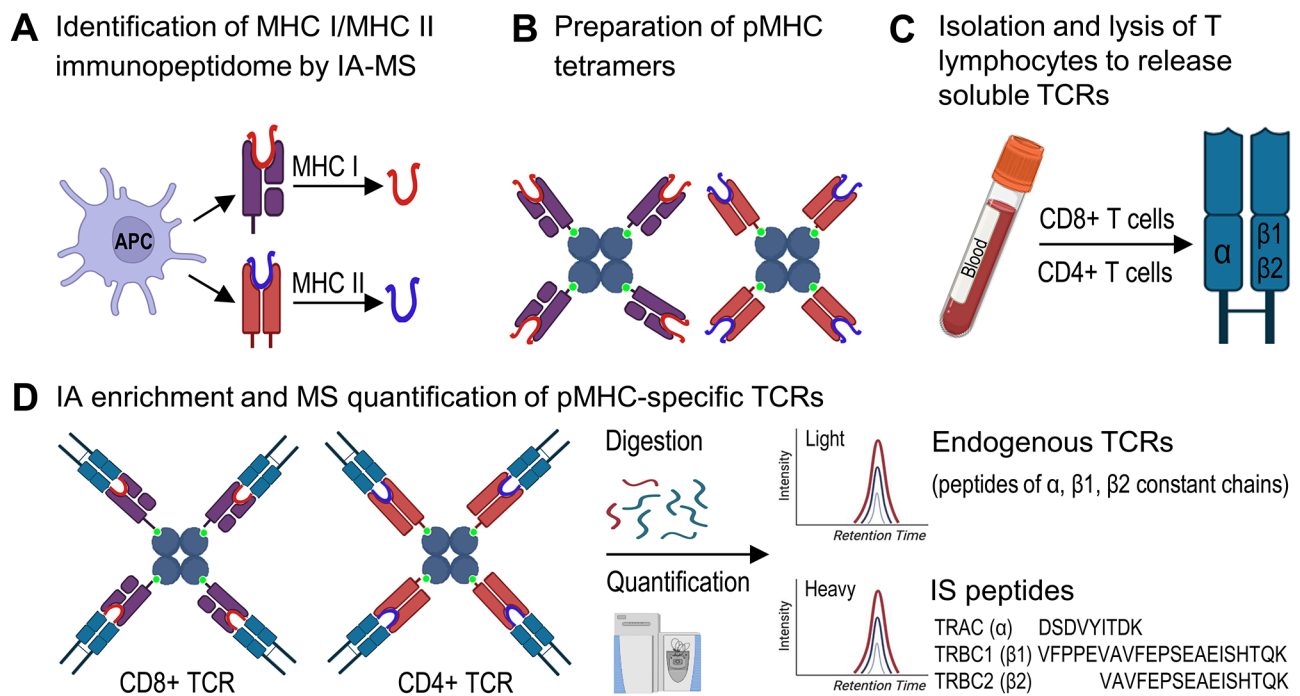 A Identification of MHC I/MHC II
immunopeptidome by IA-MS
APC
MHC I
MHC II
B Preparation of pMHC
tetramers
C Isolation and lysis of T
lymphocytes to release
soluble TCRs
Blood
CD8+ T cells
CD4+ T cells
α
β1
β2
D IA enrichment and MS quantification of pMHC-specific TCRs
CD8+ TCR
CD4+ TCR
Digestion
Quantification
Light
Intensity
Retention Time
Endogenous TCRs
(peptides of α, β1, β2 constant chains)
Heavy
Intensity
Retention Time
IS peptides
TRAC (α) DSDVYITDK
TRBC1 (β1) VFPPEVAVFEPSEAEISHTQK
TRBC2 (β2) VAVFEPSEAEISHTQK